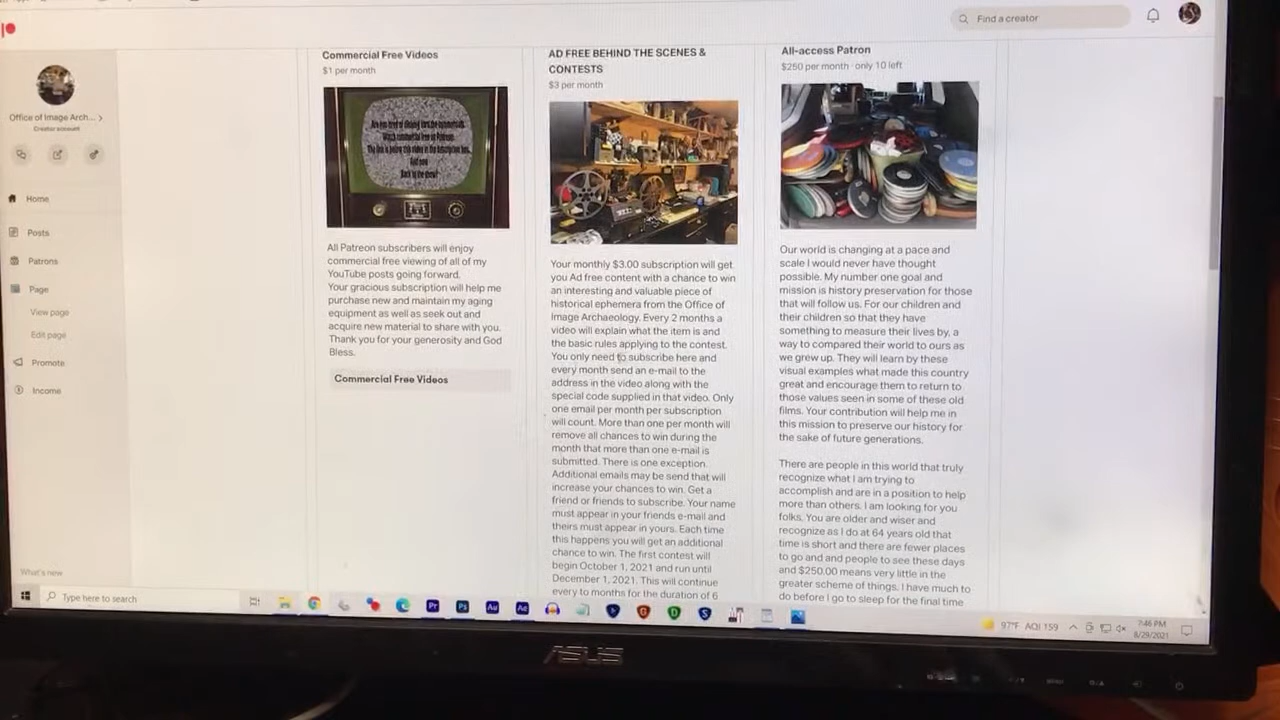 Find a creator
Office of Image Arch...
Creator account
Home
Posts
Patrons
Page
View page
Edit page
Promote
Income
What's new
Commercial Free Videos
$1 per month
Back to the show!
All Patreon subscribers will enjoy
commercial free viewing of all of my
YouTube posts going forward.
Your gracious subscription will help me
purchase new and maintain my aging
equipment as well as seek out and
acquire new material to share with you.
Thank you for your generosity and God
Bless.
Commercial Free Videos
AD FREE BEHIND THE SCENES &
CONTESTS
$3 per month
Your monthly $3.00 subscription will get
you Ad free content with a chance to win
an interesting and valuable piece of
historical ephemera from the Office of
Image Archaeology. Every 2 months a
video will explain what the item is and
the basic rules applying to the contest.
You only need to subscribe here and
every month send an e-mail to the
address in the video along with the
special code supplied in that video. Only
one email per month per subscription
will count. More than one per month will
remove all chances to win during the
month that more than one e-mail is
submitted. There is one exception.
Additional emails may be send that will
increase your chances to win. Get a
friend or friends to subscribe. Your name
must appear in your friends e-mail and
theirs must appear in yours. Each time
this happens you will get an additional
chance to win. The first contest will
begin October 1, 2021 and run until
December 1, 2021. This will continue
every to months for the duration of 6
All-access Patron
$250 per month · only 10 left
Our world is changing at a pace and
scale I would never have thought
possible. My number one goal and
mission is history preservation for those
that will follow us. For our children and
their children so that they have
something to measure their lives by, a
way to compared their world to ours as
we grew up. They will learn by these
visual examples what made this country
great and encourage them to return to
those values seen in some of these old
films. Your contribution will help me in
this mission to preserve our history for
the sake of future generations.
There are people in this world that truly
recognize what I am trying to
accomplish and are in a position to help
more than others. I am looking for you
folks. You are older and wiser and
recognize as I do at 64 years old that
time is short and there are fewer places
to go and and people to see these days
and $250.00 means very little in the
greater scheme of things. I have much to
do before I go to sleep for the final time
Type here to search
Pr
Ps
Au
Ae
G
D
S
97°F AQI 159
7:46 PM
8/29/2021
ASUS